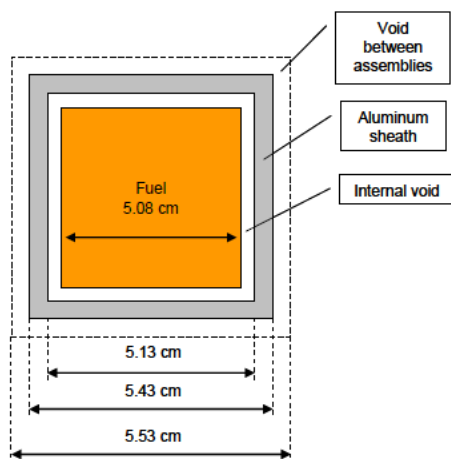 Void
between
assemblies
Aluminum
sheath
Fuel
5.08 cm
Internal void
5.13 cm
5.43 cm
5.53 cm